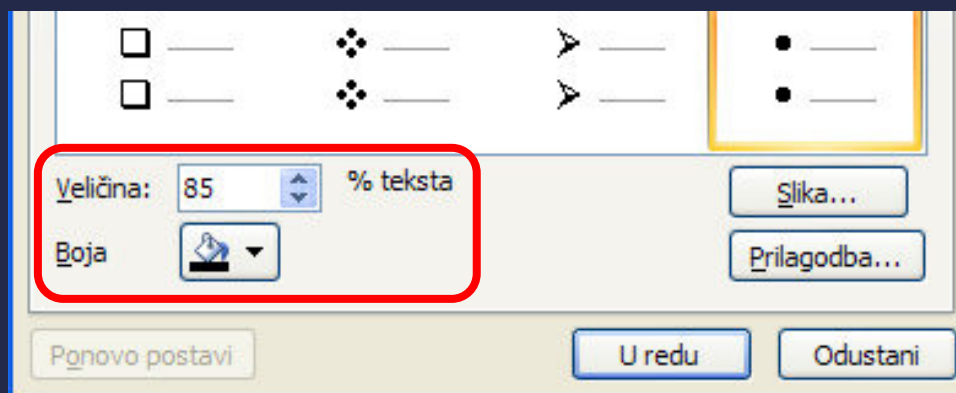 Veličina: 85 % teksta
Slika...
Boja
Prilagodba...
Ponovo postavi
U redu
Odustani